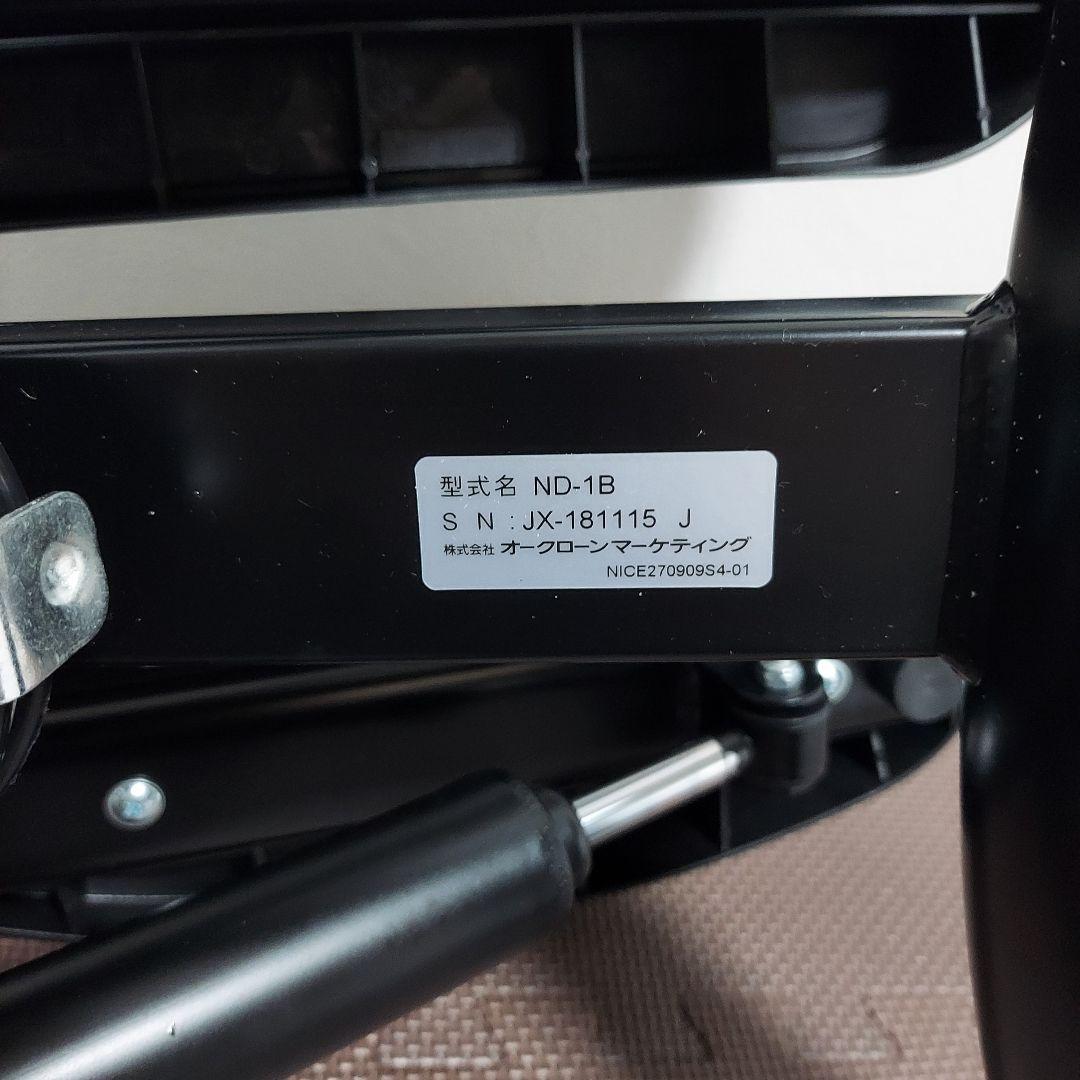 型式名 ND-1B
S N : JX-181115 J
株式会社 オークローンマーケティング
NICE270909S4-01